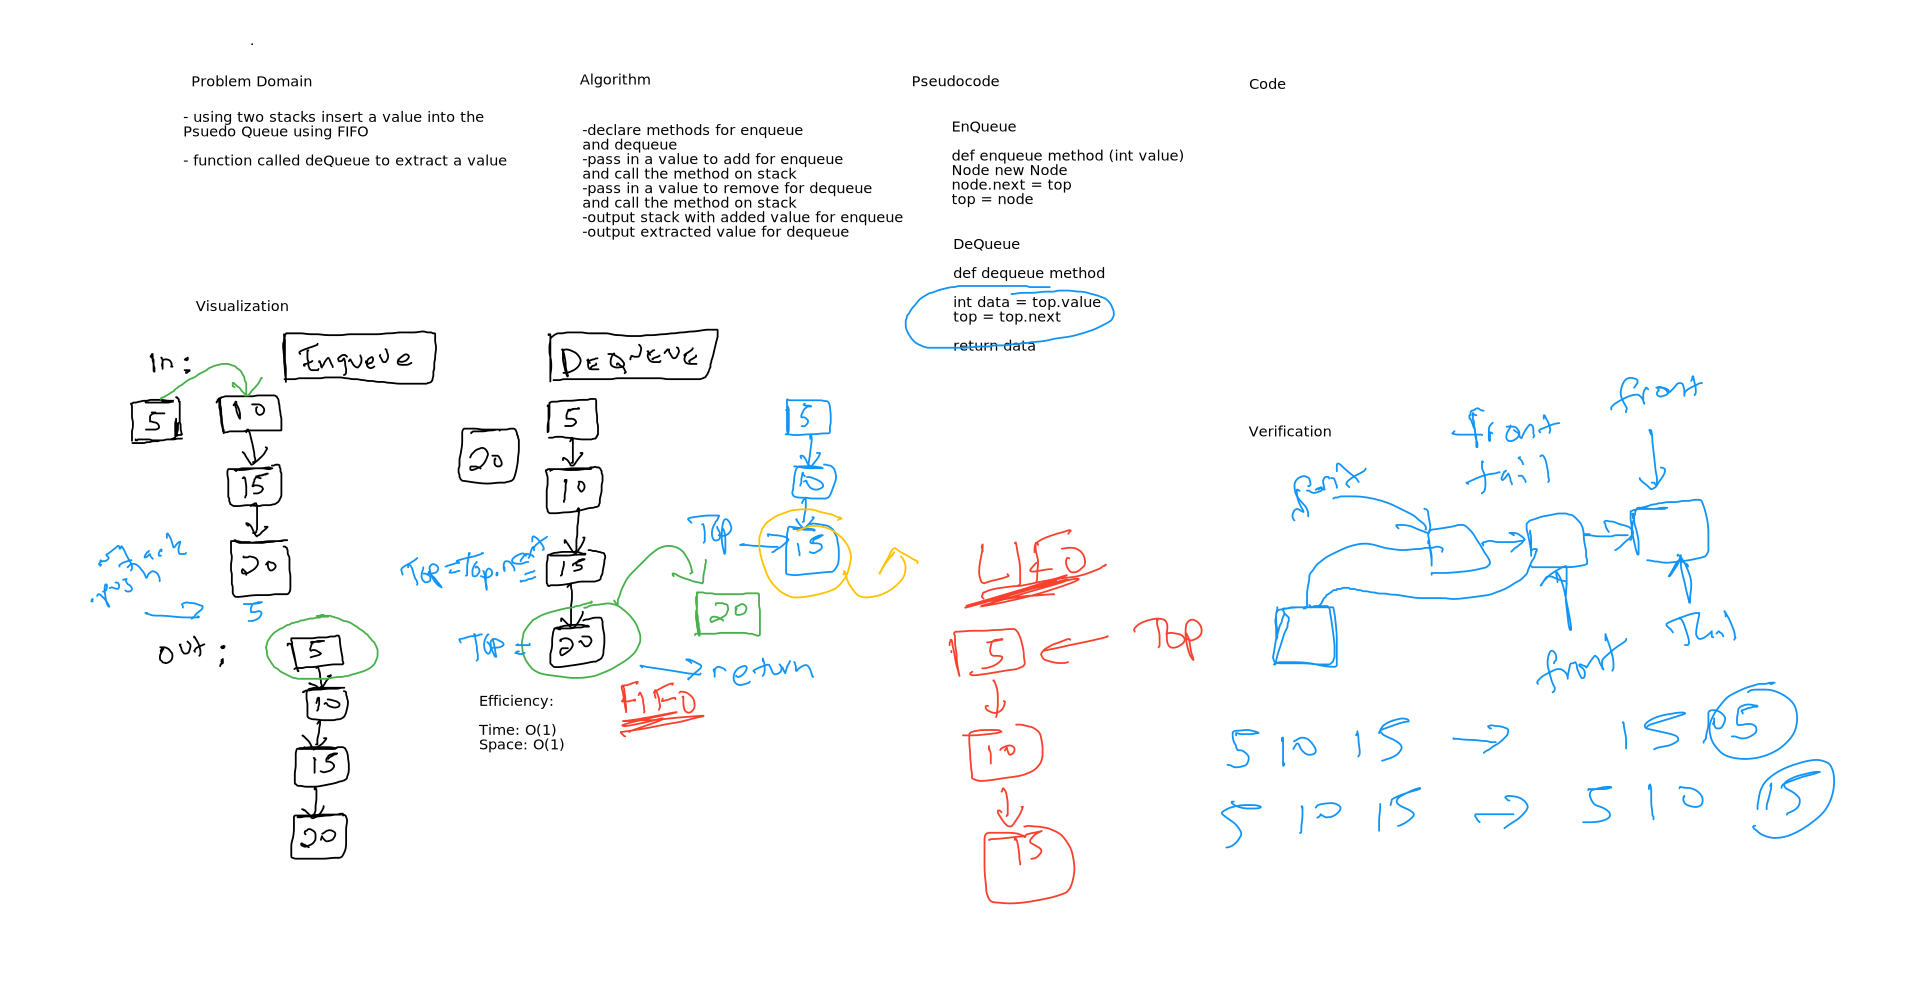 Problem Domain
- using two stacks insert a value into the
Psuedo Queue using FIFO
- function called deQueue to extract a value
Algorithm
-declare methods for enqueue
and dequeue
-pass in a value to add for enqueue
and call the method on stack
-pass in a value to remove for dequeue
and call the method on stack
-output stack with added value for enqueue
-output extracted value for dequeue
Pseudocode
EnQueue
def enqueue method (int value)
Node new Node
node.next = top
top = node
DeQueue
def dequeue method
int data = top.value
top = top.next
return data
Code
Visualization
In:
Enqueue
5
10
15
20
5
out:
5
10
15
20
DEQUEUE
20
5
10
Top=Top.next
=
15
Top =
20
20
return
FIFO
5
10
Top
15
Efficiency:
Time: O(1)
Space: O(1)
LIFO
5
Top
10
15
Verification
front
tail
front
front
5 10 15 → 15 10 5
5 10 15 → 5 10 15